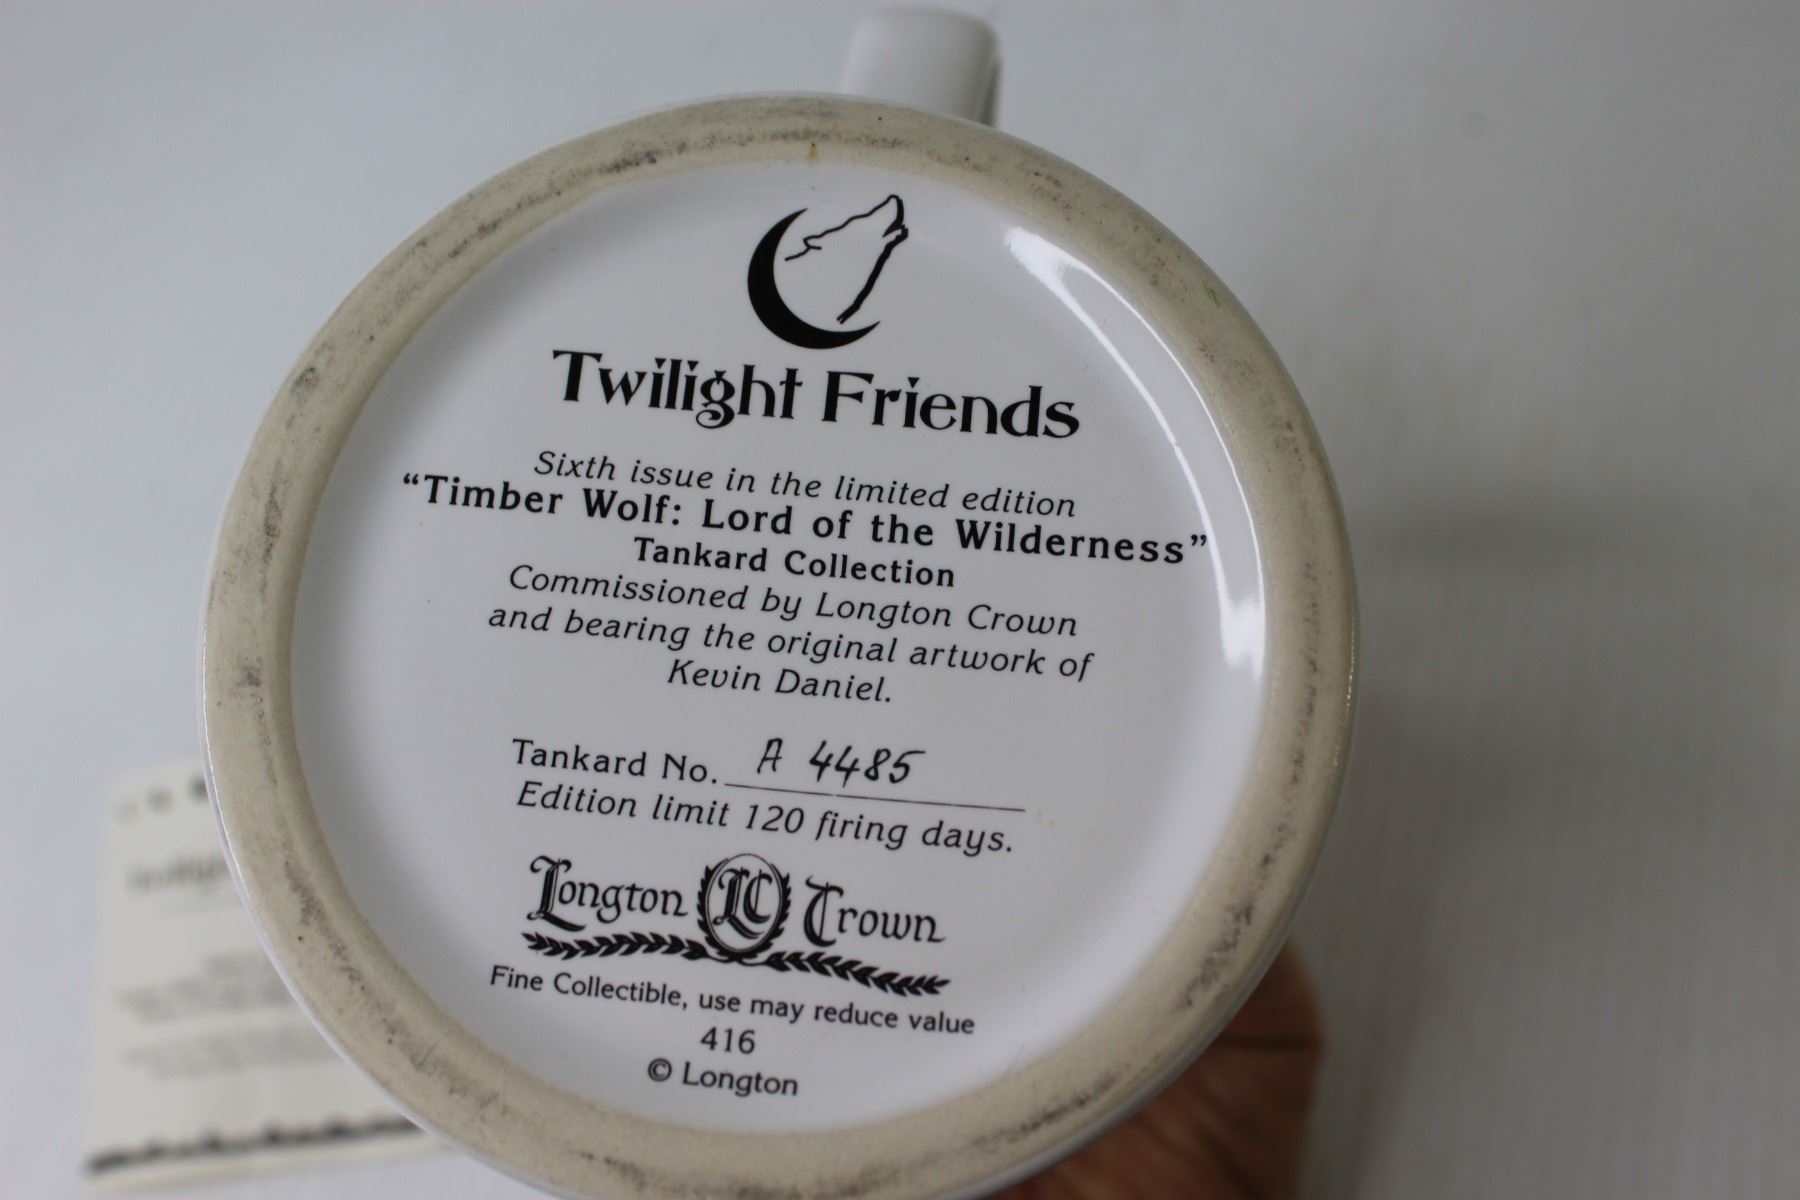 Twilight Friends
Sixth issue in the limited edition
“Timber Wolf: Lord of the Wilderness”
Tankard Collection
Commissioned by Longton Crown
and bearing the original artwork of
Kevin Daniel.
Tankard No. A 4485
Edition limit 120 firing days.
Longton LC Crown
Fine Collectible, use may reduce value
416
© Longton